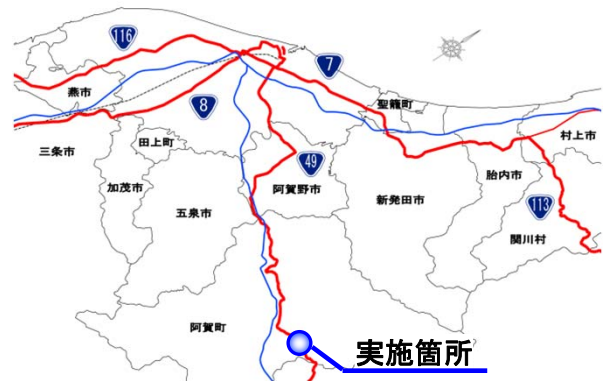 116
7
8
燕市
聖籠町
三条市
田上町
49
村上市
加茂市
阿賀野市
新発田市
胎内市
五泉市
113
関川村
阿賀町
実施箇所